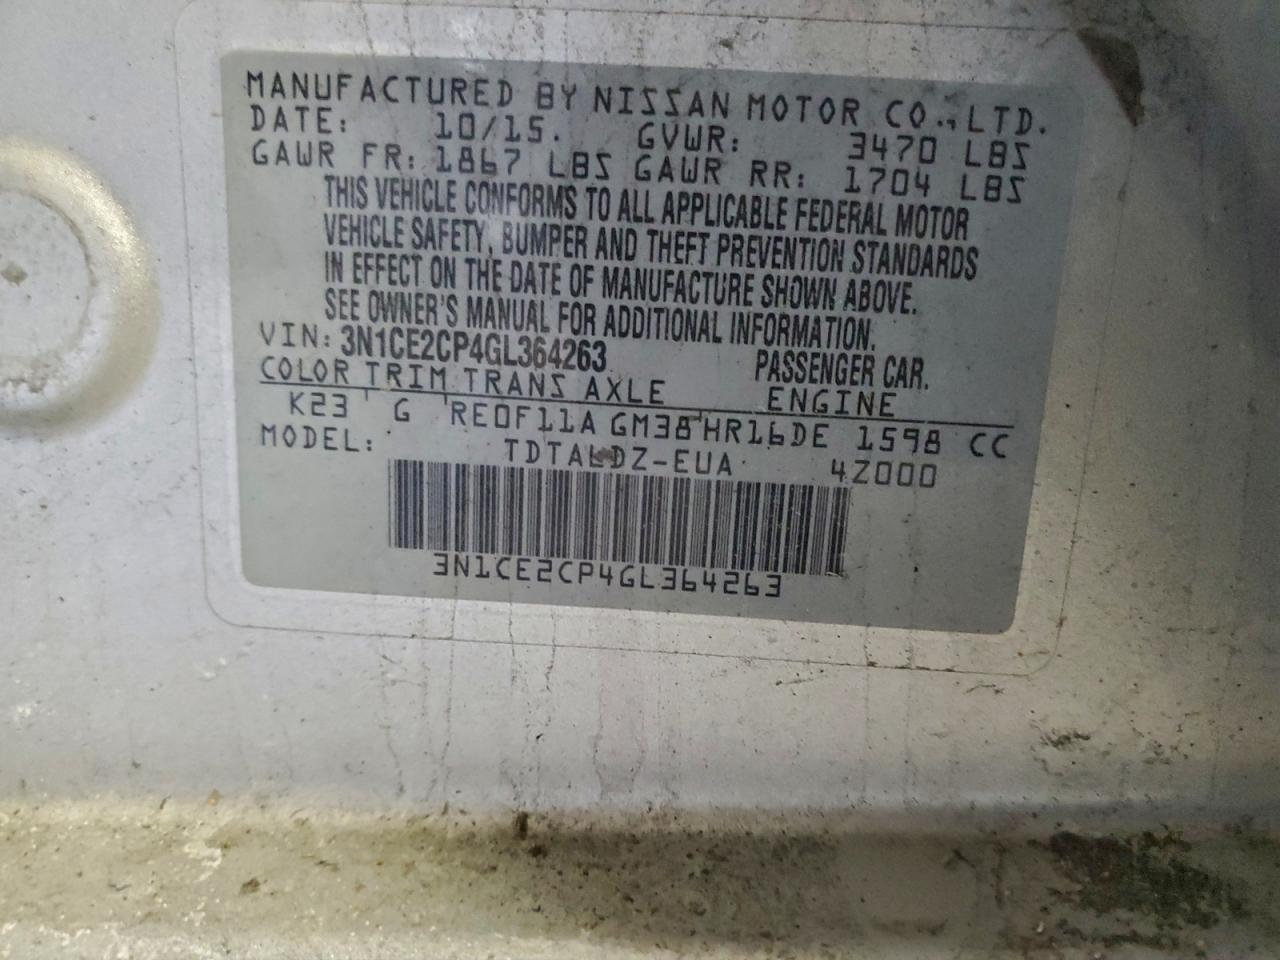 MANUFACTURED BY NISSAN MOTOR CO.,LTD.
DATE: 10/15. GVWR: 3470 LBS
GAWR FR: 1867 LBS GAWR RR: 1704 LBS
THIS VEHICLE CONFORMS TO ALL APPLICABLE FEDERAL MOTOR
VEHICLE SAFETY, BUMPER AND THEFT PREVENTION STANDARDS
IN EFFECT ON THE DATE OF MANUFACTURE SHOWN ABOVE.
SEE OWNER'S MANUAL FOR ADDITIONAL INFORMATION.
VIN: 3N1CE2CP4GL364263 PASSENGER CAR.
COLOR TRIM TRANS AXLE ENGINE
K23 G RE0F11A GM38 HR16DE 1598 CC
MODEL: TDTALDZ-EUA 4Z000
3N1CE2CP4GL364263